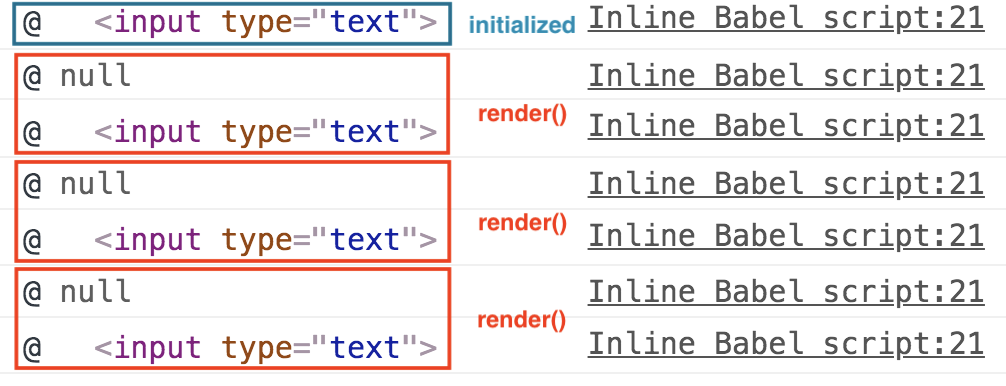 @ <input type="text"> initialized Inline Babel script:21
@ null Inline Babel script:21
render()
@ <input type="text"> Inline Babel script:21
@ null Inline Babel script:21
render()
@ <input type="text"> Inline Babel script:21
@ null Inline Babel script:21
render()
@ <input type="text"> Inline Babel script:21